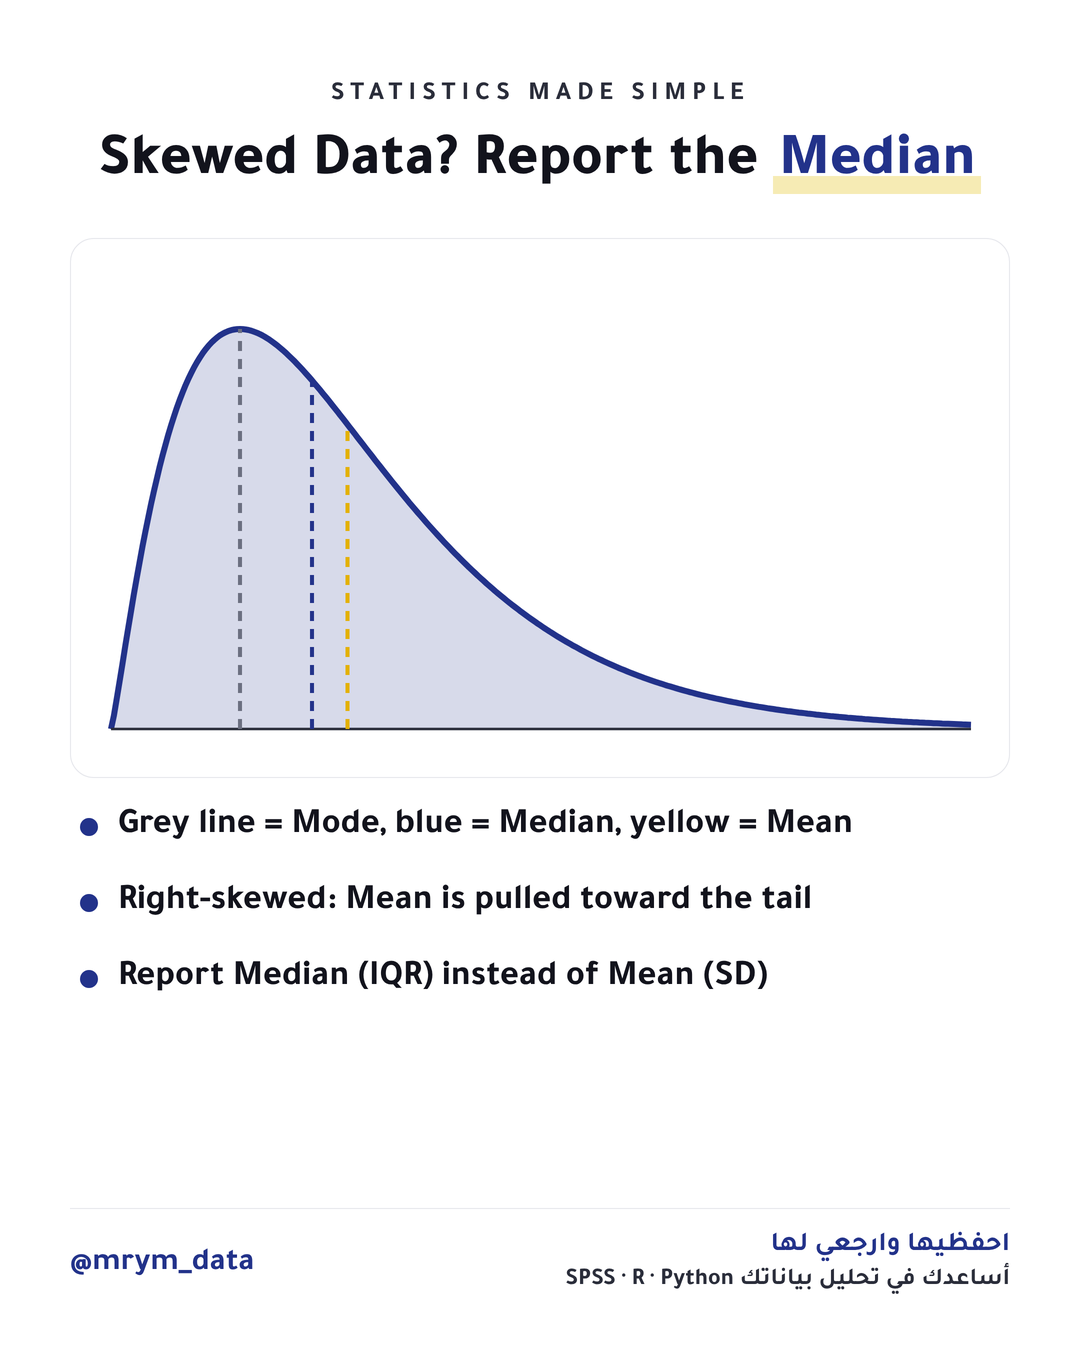 STATISTICS MADE SIMPLE
Skewed Data? Report the Median
Grey line = Mode, blue = Median, yellow = Mean
Right-skewed: Mean is pulled toward the tail
Report Median (IQR) instead of Mean (SD)
@mrym_data
احفظيها وارجعي لها
أساعدك في تحليل بياناتك SPSS · R · Python